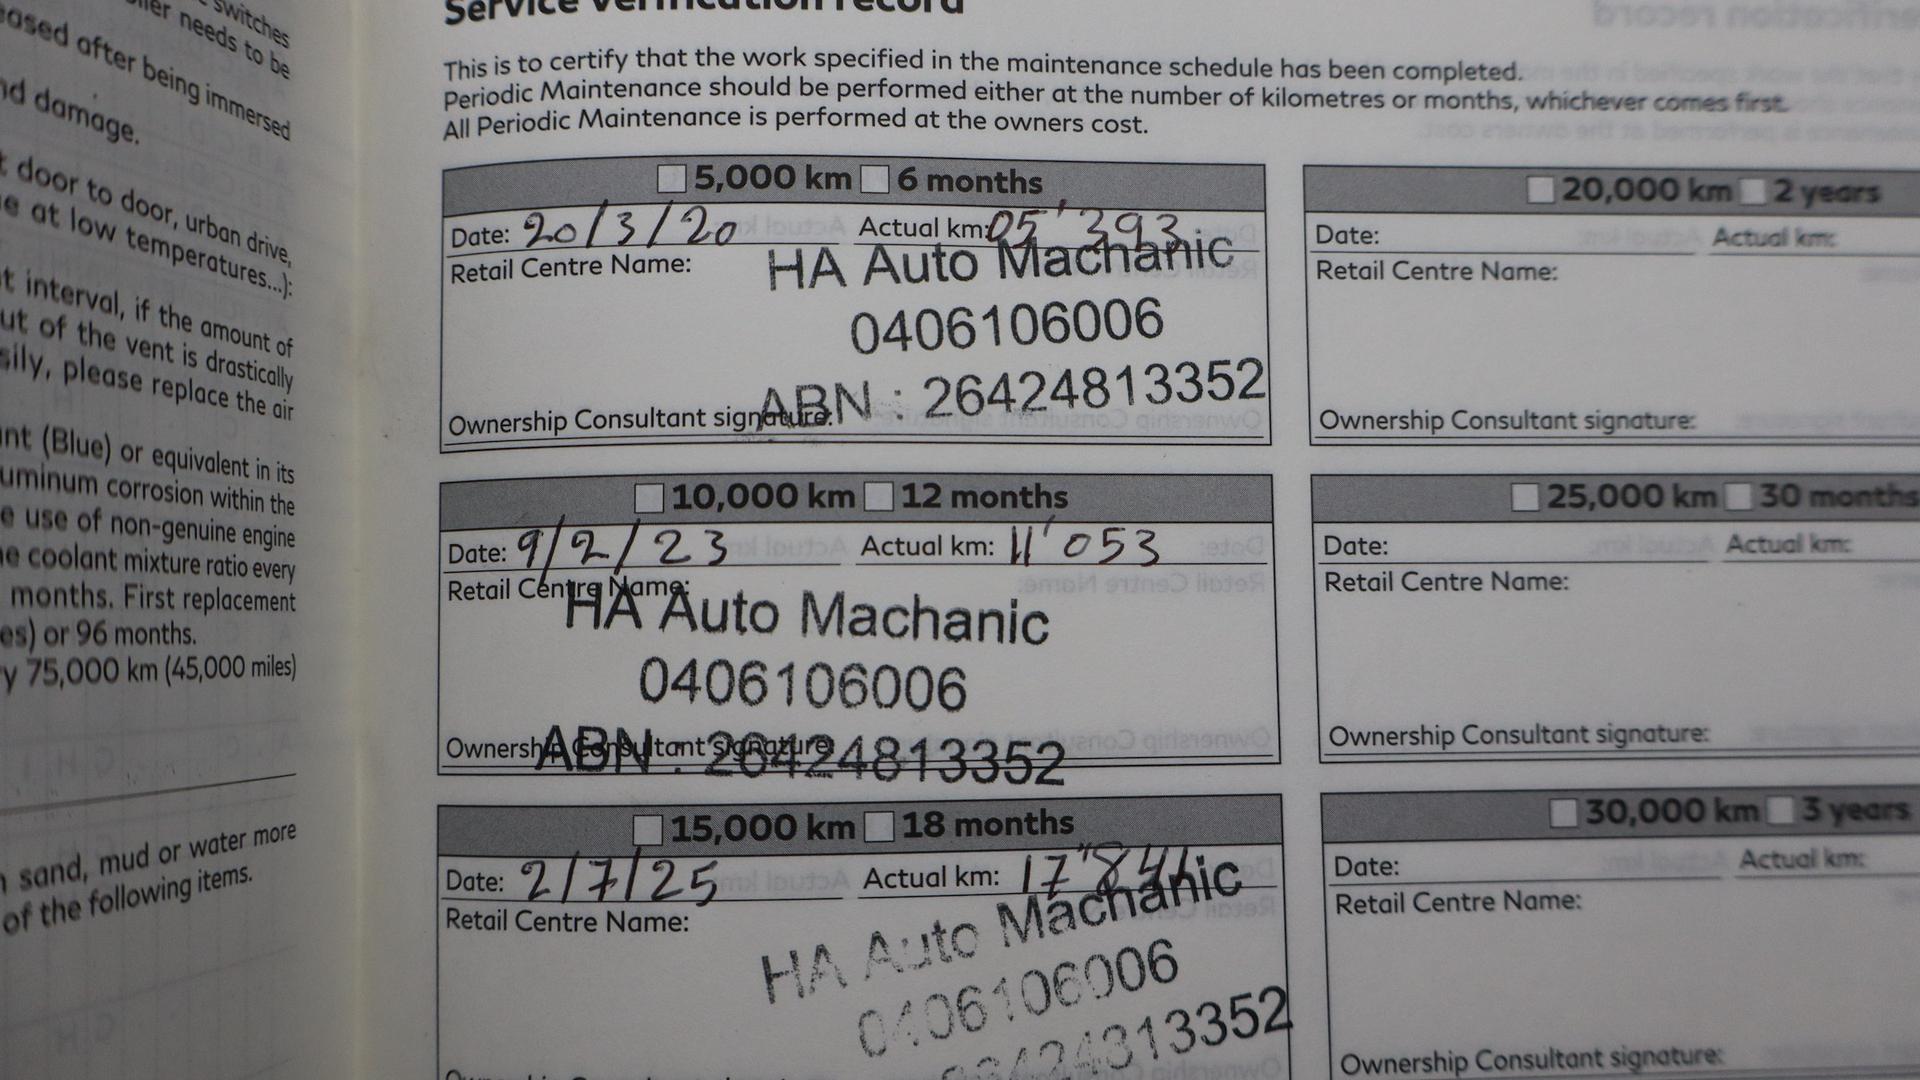 switches
needs to be
after being immersed
damage.
door to door, urban drive,
at low temperatures...):
interval, if the amount of
of the vent is drastically
please replace the air
(Blue) or equivalent in its
corrosion within the
use of non-genuine engine
coolant mixture ratio every
months. First replacement
or 96 months.
75,000 km (45,000 miles)
sand, mud or water more
of the following items.
Service verification record
This is to certify that the work specified in the maintenance schedule has been completed.
Periodic Maintenance should be performed either at the number of kilometres or months, whichever comes first.
All Periodic Maintenance is performed at the owners cost.
5,000 km 6 months
Date: 20/3/20 Actual km: 05'393
Retail Centre Name:
HA Auto Machanic
0406106006
ABN : 26424813352
Ownership Consultant signature:
10,000 km 12 months
Date: 9/2/23 Actual km: 11'053
Retail Centre Name:
HA Auto Machanic
0406106006
ABN : 26424813352
Ownership Consultant signature:
15,000 km 18 months
Date: 2/7/25 Actual km:
Retail Centre Name:
HA Auto Machanic
0406106006
26424813352
20,000 km 2 years
Date: Actual km:
Retail Centre Name:
Ownership Consultant signature:
25,000 km 30 months
Date: Actual km:
Retail Centre Name:
Ownership Consultant signature:
30,000 km 3 years
Date: Actual km:
Retail Centre Name:
Ownership Consultant signature: